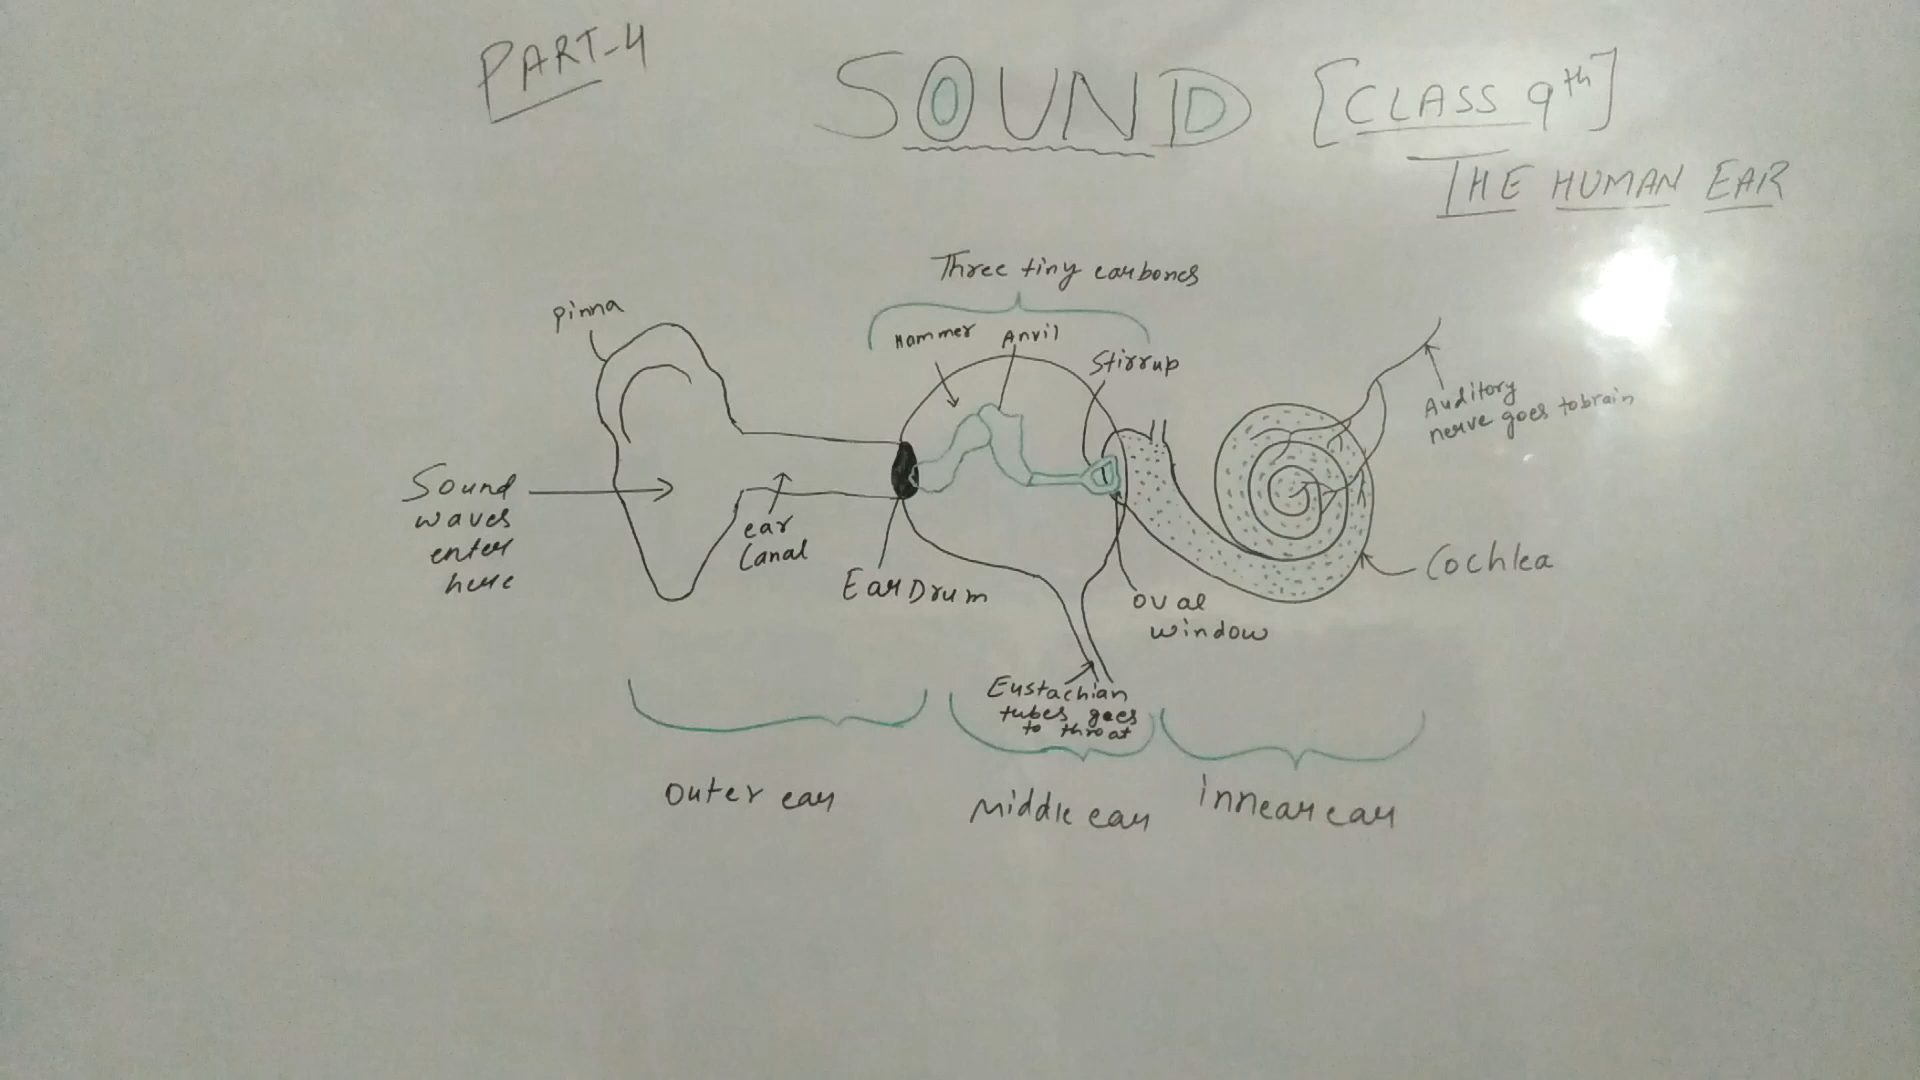 PART-4
SOUND [CLASS 9th]
THE HUMAN EAR
Three tiny earbones
pinna
Hammer
Anvil
Stirrup
Auditory
nerve goes tobrain
Sound
waves
enter
here
ear
Canal
EarDrum
oval
window
Cochlea
Eustachian
tubes goes
to throat
outer ear
Middle ear
innear ear